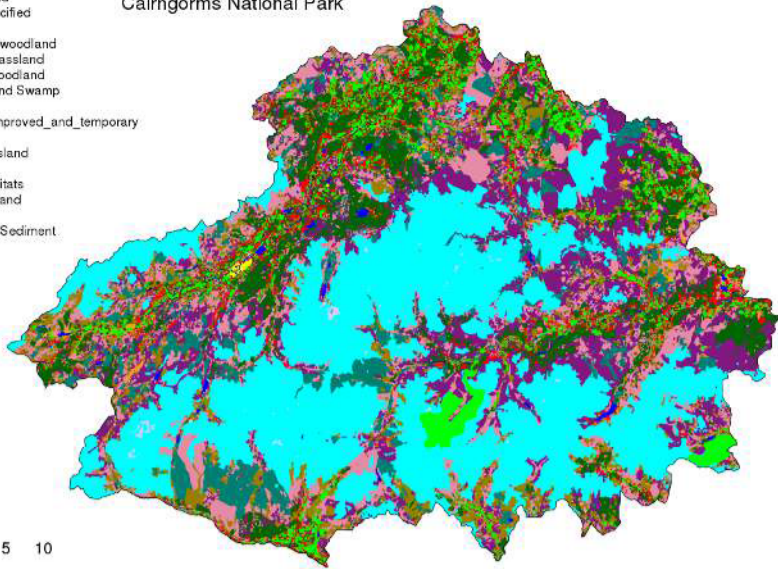 cified
Cairngorms National Park
woodland
assland
oodland
nd Swamp
nproved_and_temporary
sland
itats
and
Sediment
5 10